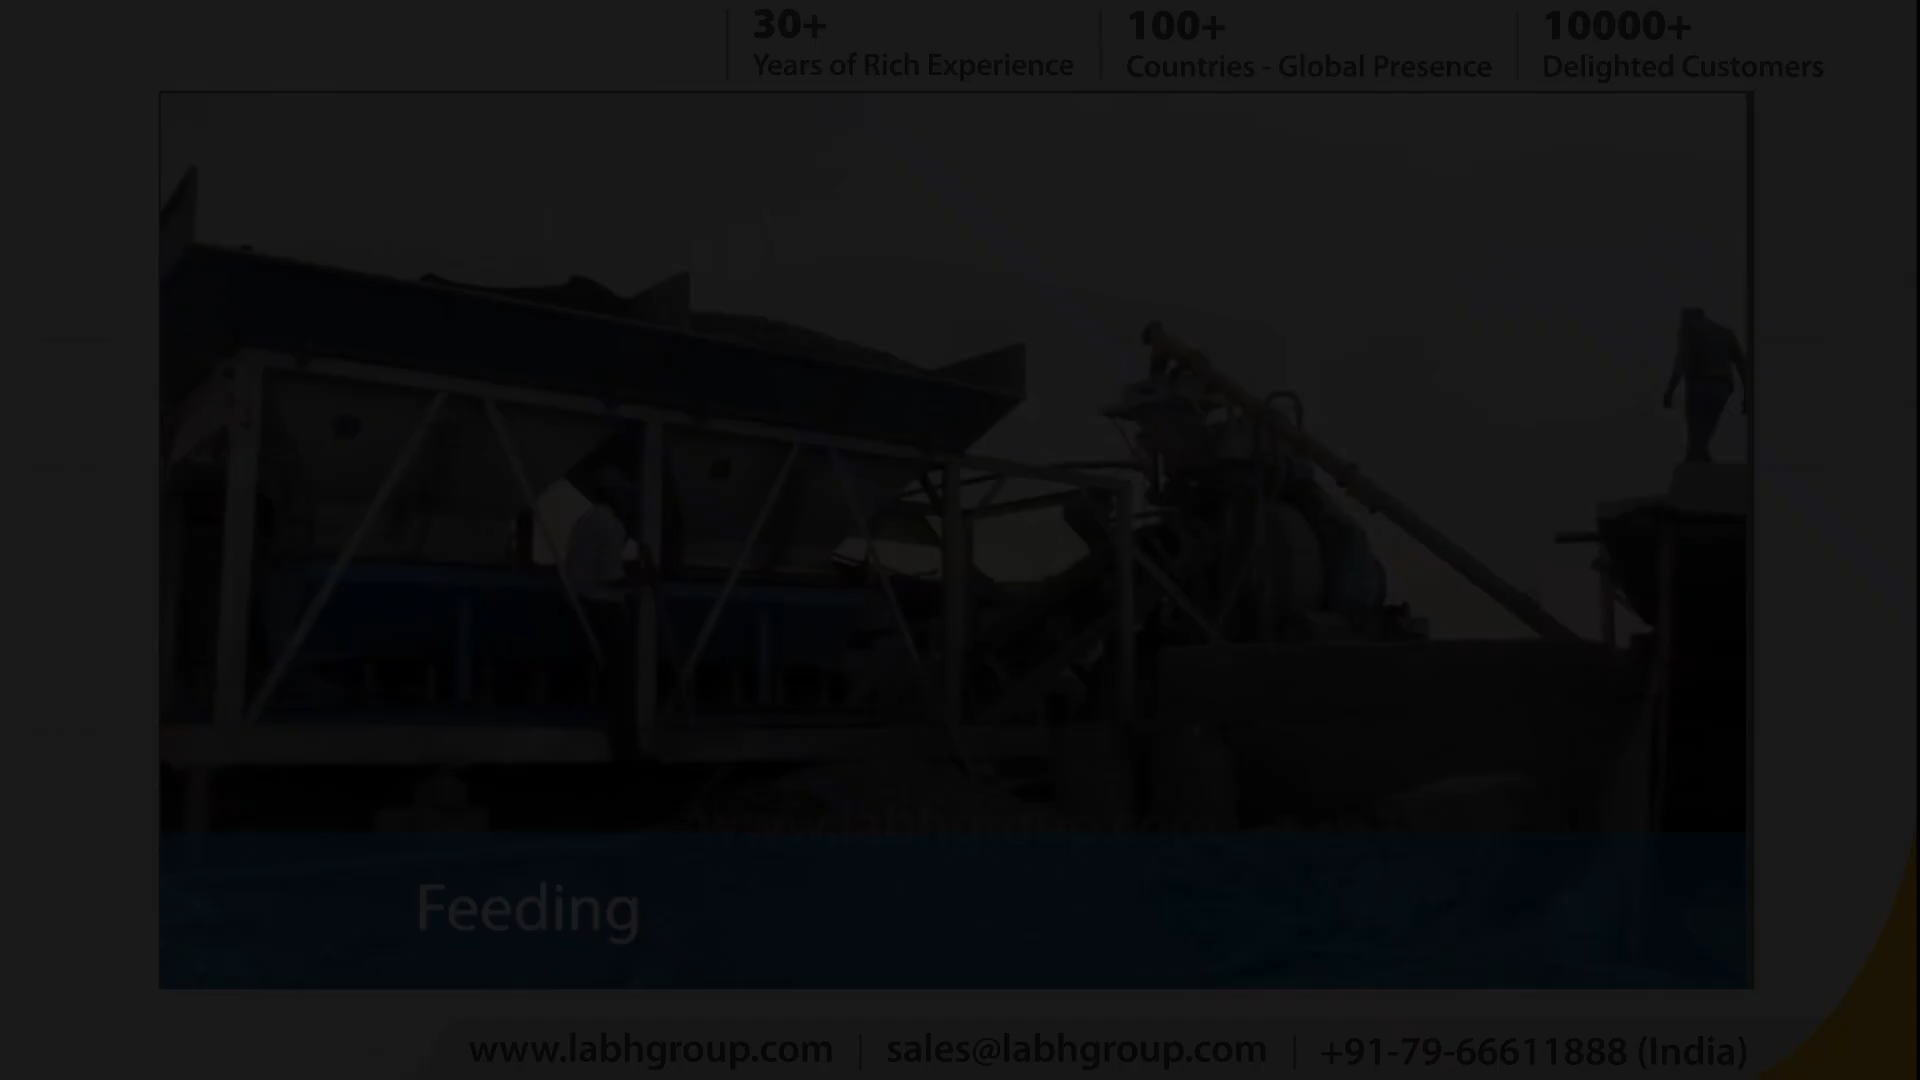 30+
Years of Rich Experience
100+
Countries - Global Presence
10000+
Delighted Customers
Feeding
www.labhgroup.com | sales@labhgroup.com | +91-79-66611888 (India)